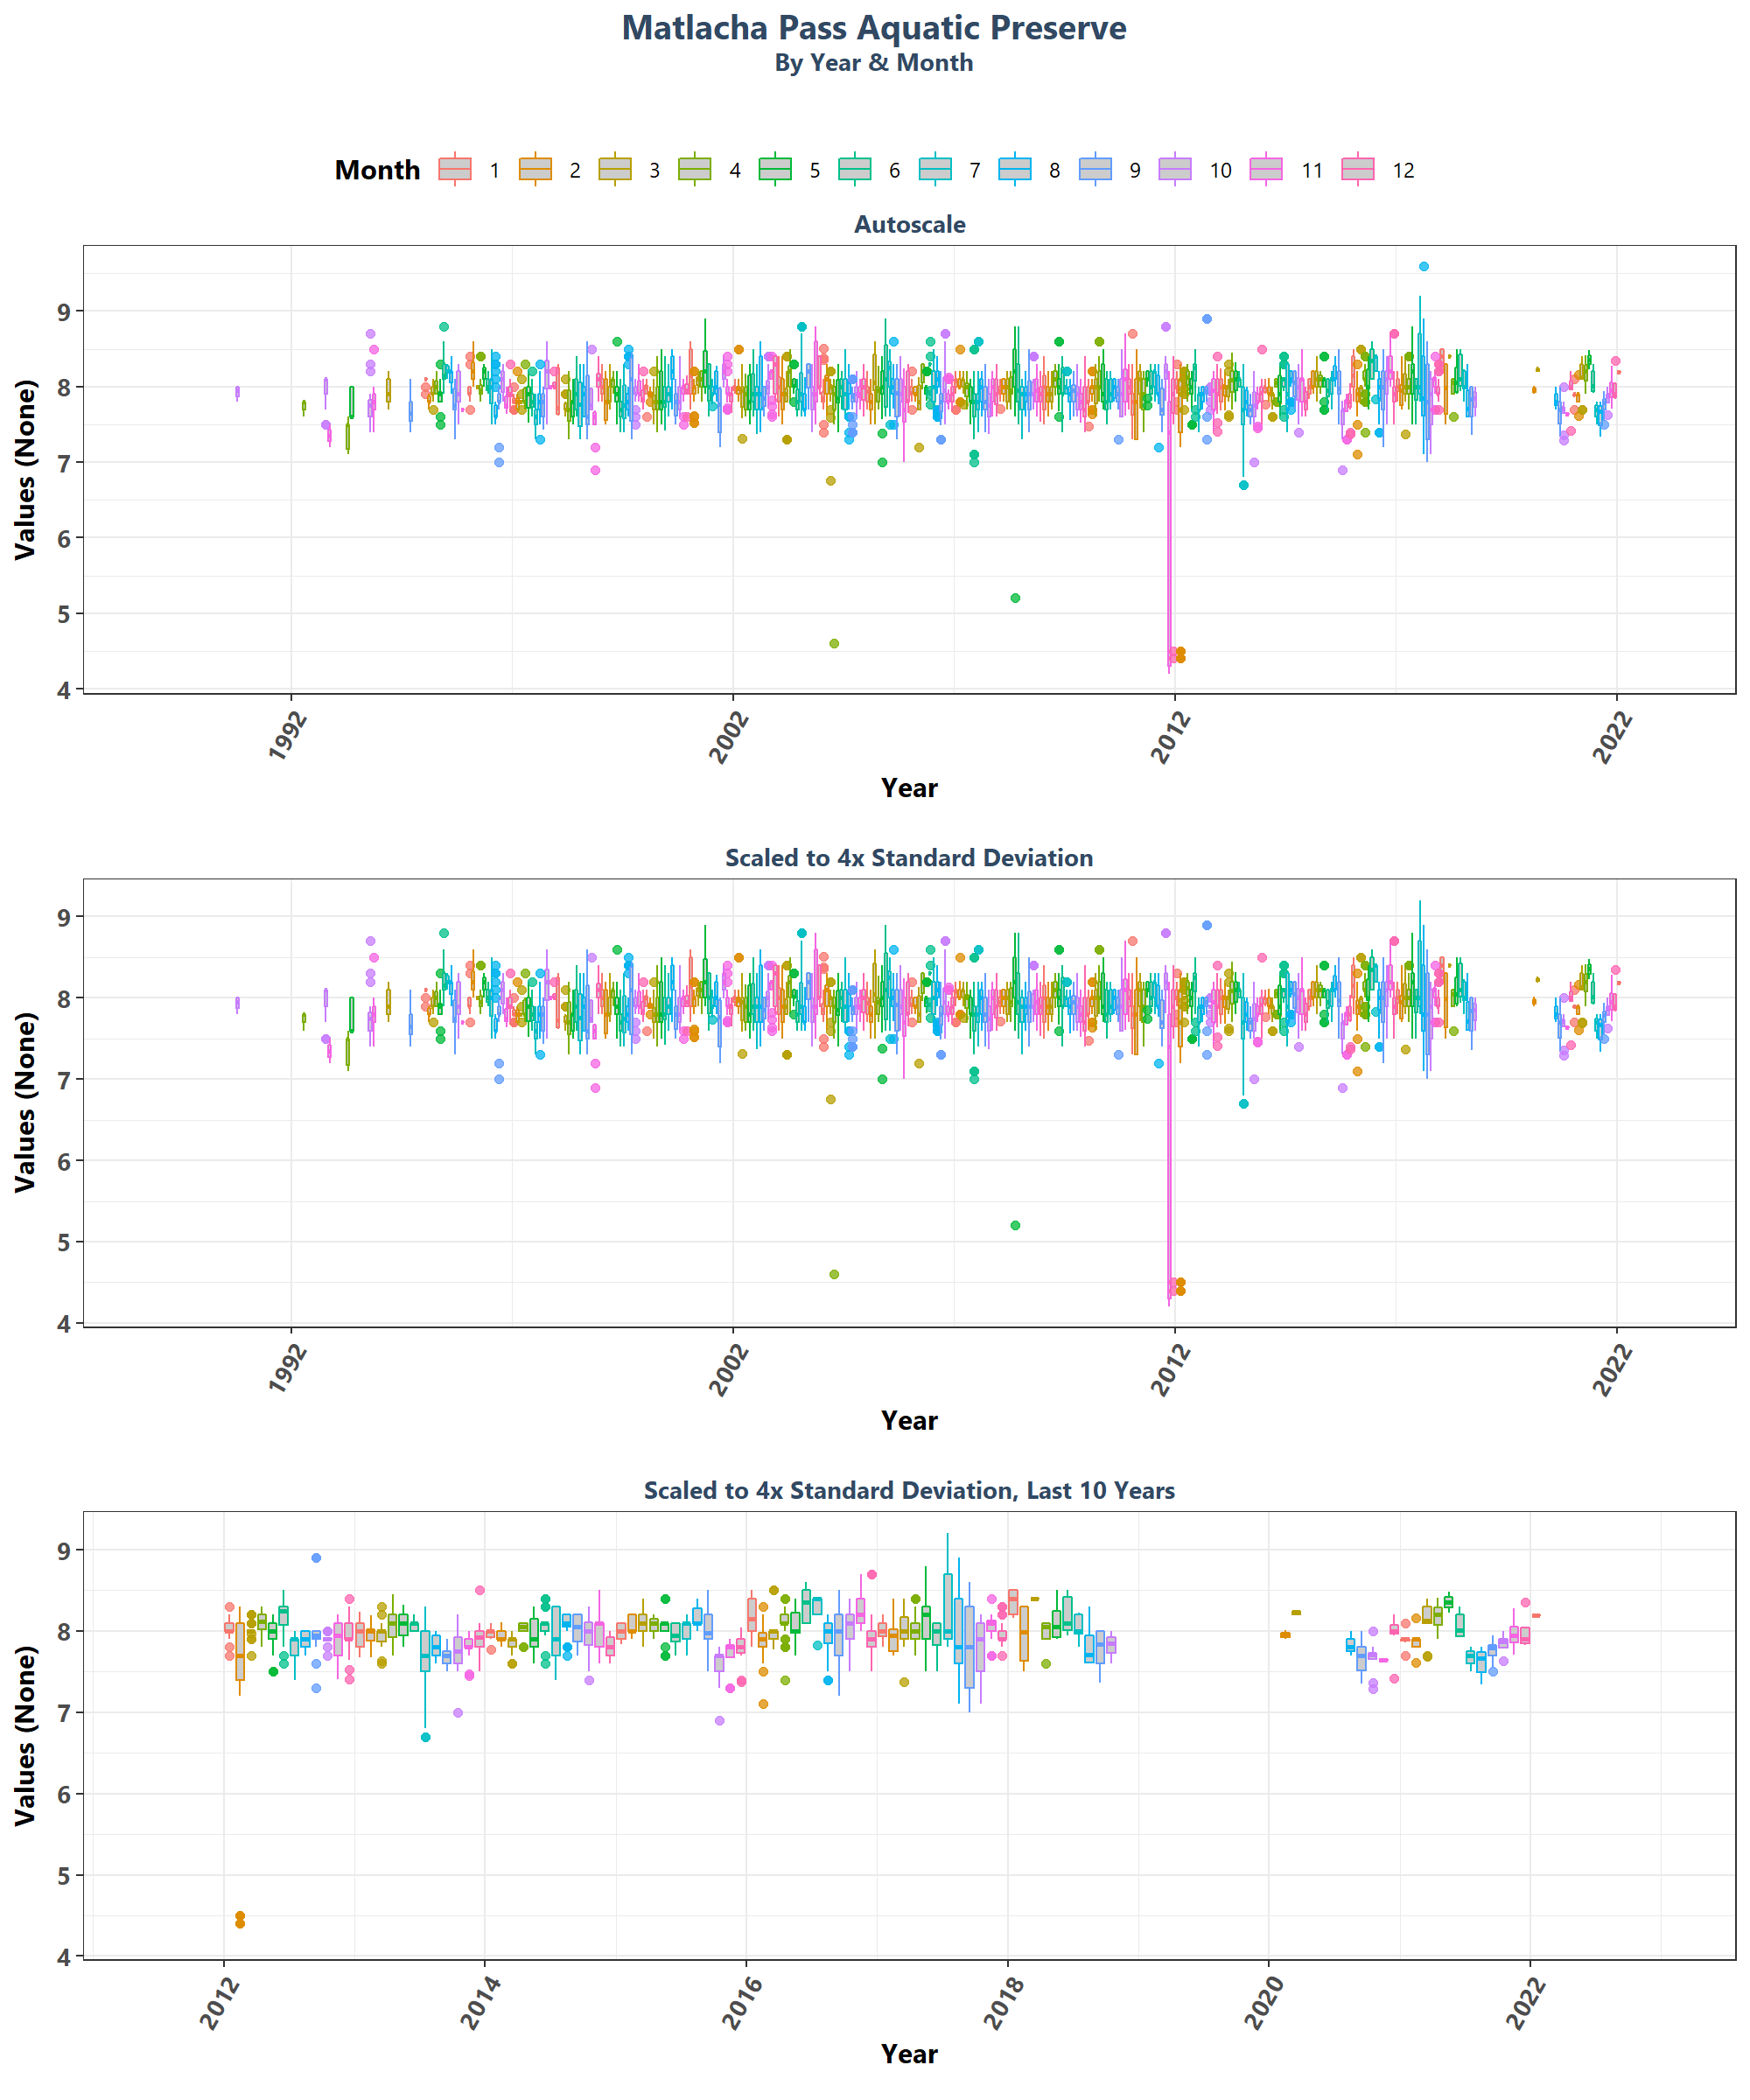 Matlacha Pass Aquatic Preserve
By Year & Month
Month 1 2 3 4 5 6 7 8 9 10 11 12
Autoscale
Values (None)
9
8
7
6
5
4
1992 2002 2012 2022
Year
Scaled to 4x Standard Deviation
Values (None)
9
8
7
6
5
4
1992 2002 2012 2022
Year
Scaled to 4x Standard Deviation, Last 10 Years
Values (None)
9
8
7
6
5
4
2012 2014 2016 2018 2020 2022
Year